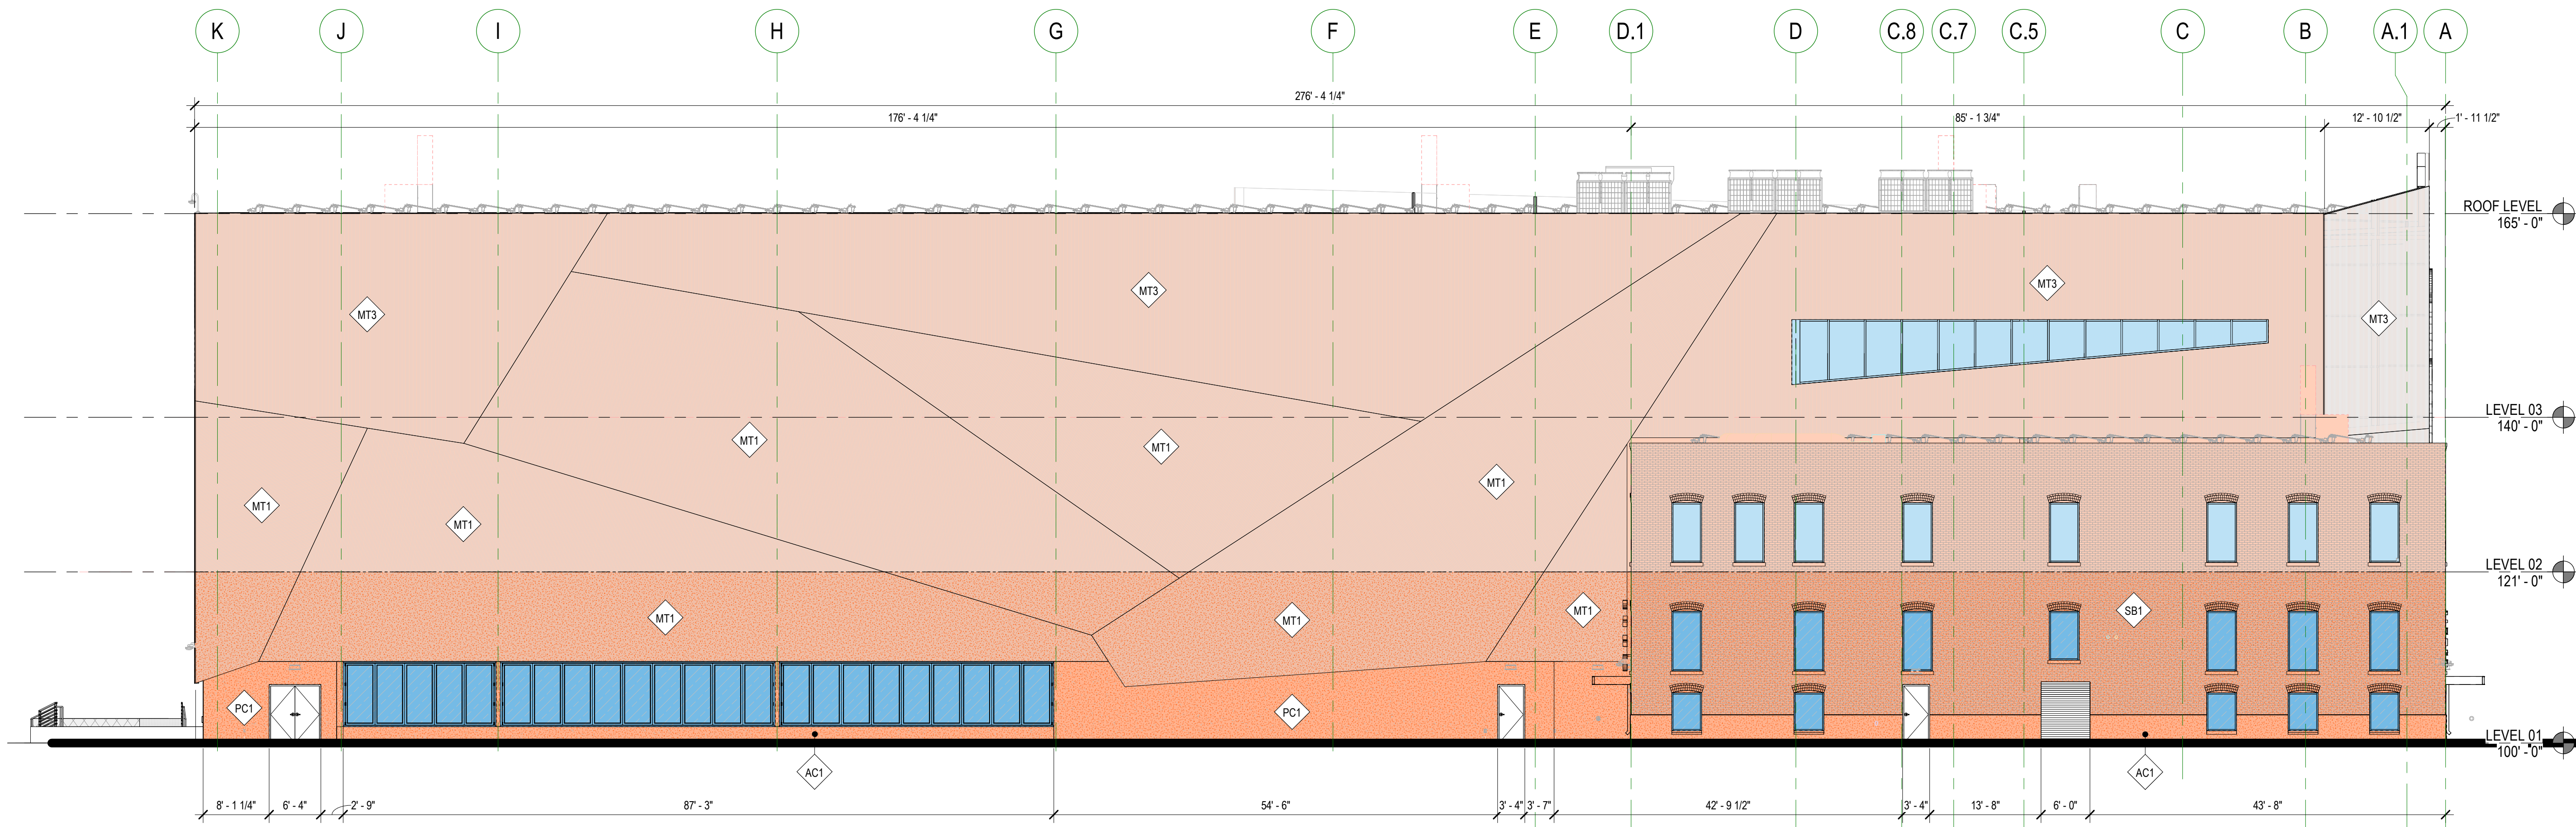 K J I H G F E D.1 D C.8 C.7 C.5 C B A.1 A
276' - 4 1/4"
176' - 4 1/4" 85' - 1 3/4" 12' - 10 1/2" 1' - 11 1/2"
ROOF LEVEL
165' - 0"
MT3 MT3 MT3 MT3
LEVEL 03
140' - 0"
MT1 MT1 MT1
MT1 MT1
LEVEL 02
121' - 0"
MT1 MT1 MT1 SB1
PC1 PC1
LEVEL 01
100' - 0"
AC1 AC1
8' - 1 1/4" 6' - 4" 2' - 9" 87' - 3" 54' - 6" 3' - 4" 3' - 7" 42' - 9 1/2" 3' - 4" 13' - 8" 6' - 0" 43' - 8"